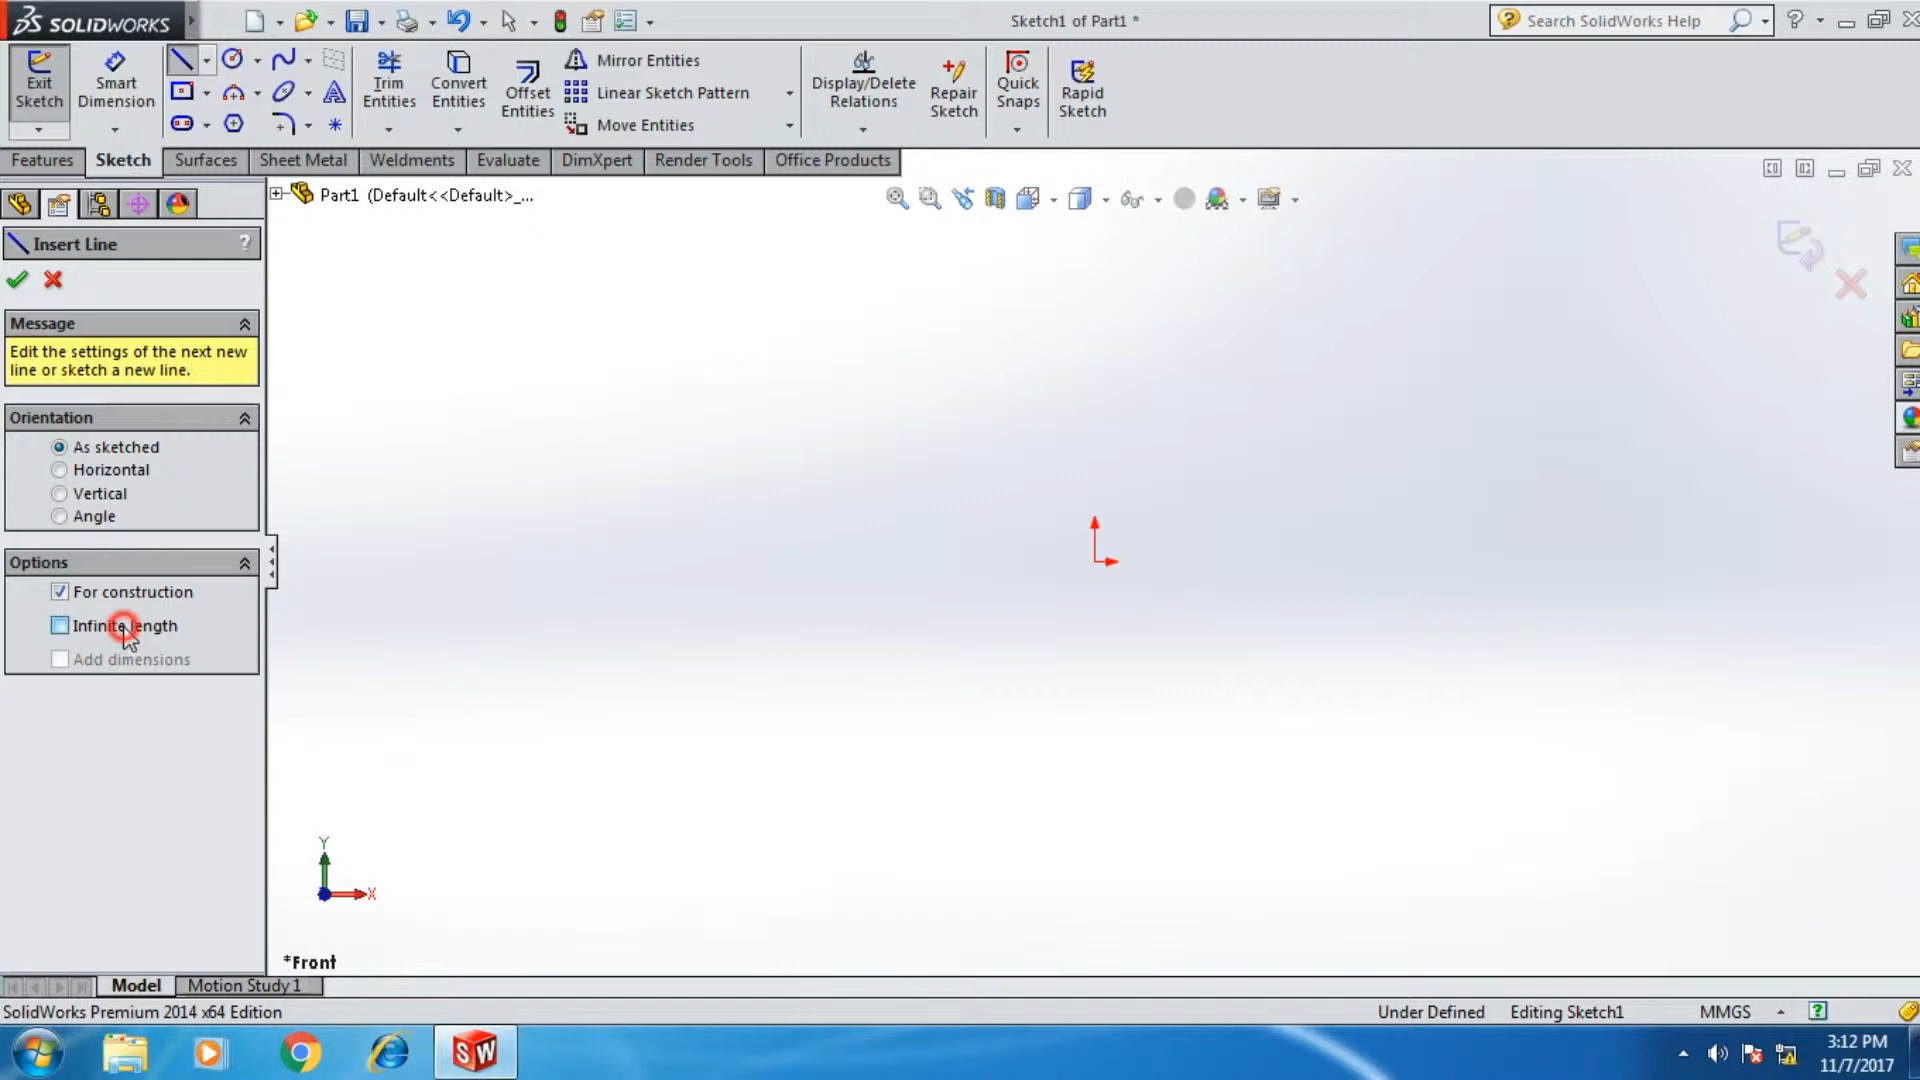 SOLIDWORKS
Sketch1 of Part1 *
Search SolidWorks Help
Exit Sketch
Smart Dimension
Trim Entities
Convert Entities
Offset Entities
Mirror Entities
Linear Sketch Pattern
Move Entities
Display/Delete Relations
Repair Sketch
Quick Snaps
Rapid Sketch
Features
Sketch
Surfaces
Sheet Metal
Weldments
Evaluate
DimXpert
Render Tools
Office Products
Part1 (Default<<Default>_...
Insert Line
?
Message
Edit the settings of the next new
line or sketch a new line.
Orientation
As sketched
Horizontal
Vertical
Angle
Options
For construction
Infinite length
Add dimensions
Y
X
*Front
Model
Motion Study 1
SolidWorks Premium 2014 x64 Edition
Under Defined
Editing Sketch1
MMGS
3:12 PM
11/7/2017